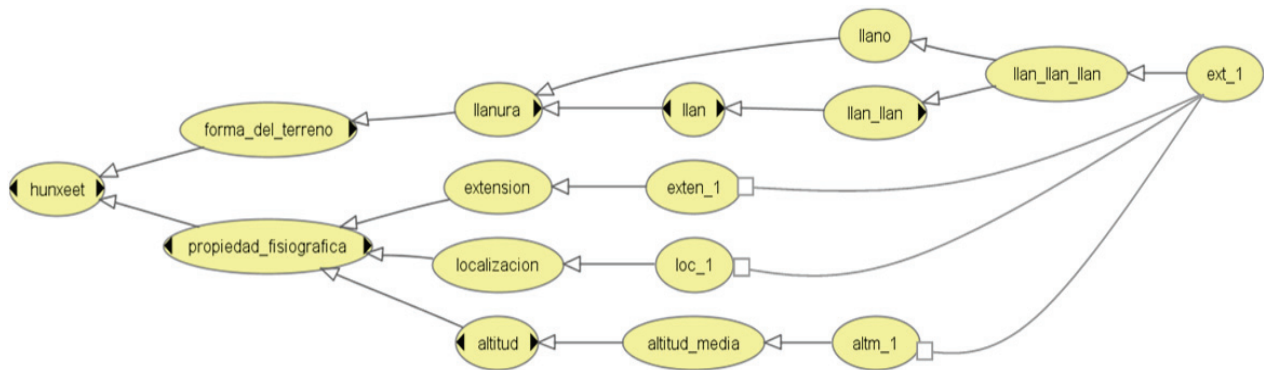 llano
llan_llan_llan
ext_1
llanura
llan
llan_llan
forma_del_terreno
hunxeet
extension
exten_1
propiedad_fisiografica
localizacion
loc_1
altitud
altitud_media
altm_1